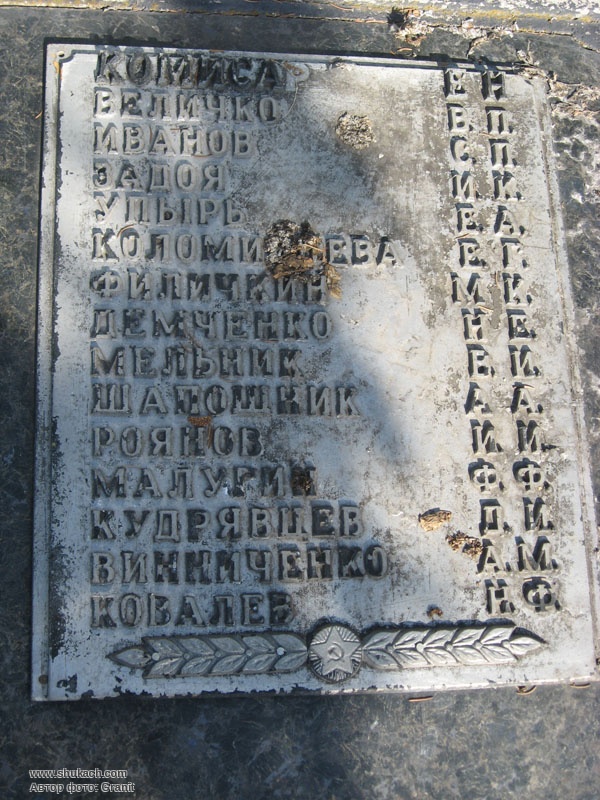 КОМИСАР
ВЕЛИЧКО В. П.
ИВАНОВ С. П.
ЗАДОЯ И. К.
УПЫРЬ Е. А.
Е. Г.
ФИЛИЧКИН М. К.
ДЕМЧЕНКО Н. Е.
МЕЛЬНИК И.
ШАПОШНИК А. А.
РОЯНОВ И. И.
Ф. Ф.
КУДРЯВЦЕВ Д. И.
ВИННИЧЕНКО А. М.
КОВАЛЕВ Н. Ф.
www.shukach.com
Автор фото: Granit